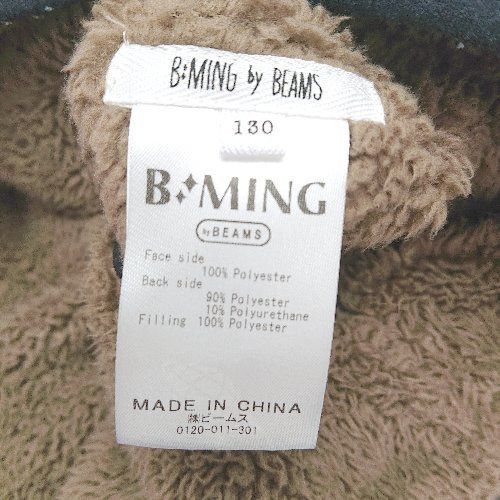 B:MING by BEAMS
130
B:MING
by BEAMS
Face side
100% Polyester
Back side
90% Polyester
10% Polyurethane
Filling 100% Polyester
MADE IN CHINA
㈱ビームス
0120-011-301